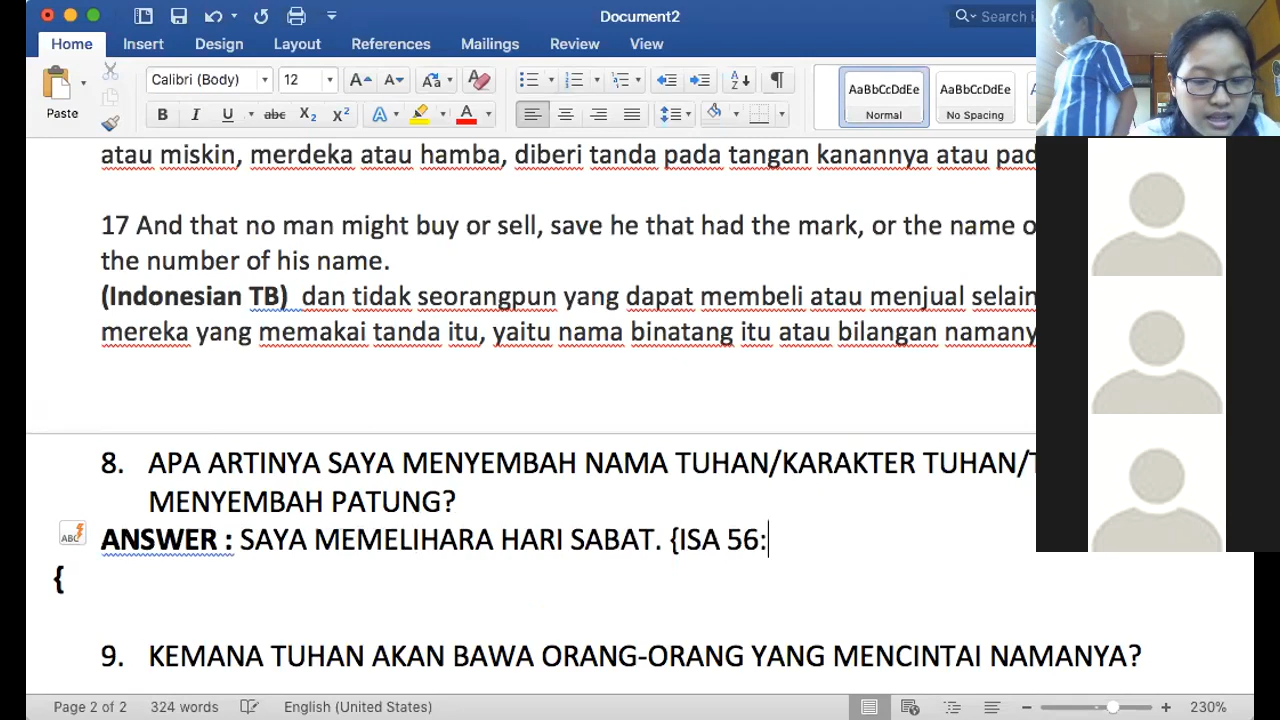 Document2
Search i
Home Insert Design Layout References Mailings Review View
Calibri (Body) 12
Paste
AaBbCcDdEe AaBbCcDdEe
Normal No Spacing
atau miskin, merdeka atau hamba, diberi tanda pada tangan kanannya atau pad
17 And that no man might buy or sell, save he that had the mark, or the name o
the number of his name.
(Indonesian TB) dan tidak seorangpun yang dapat membeli atau menjual selain
mereka yang memakai tanda itu, yaitu nama binatang itu atau bilangan namany
8. APA ARTINYA SAYA MENYEMBAH NAMA TUHAN/KARAKTER TUHAN/T
MENYEMBAH PATUNG?
ANSWER : SAYA MEMELIHARA HARI SABAT. {ISA 56:
{
9. KEMANA TUHAN AKAN BAWA ORANG-ORANG YANG MENCINTAI NAMANYA?
Page 2 of 2 324 words English (United States) 230%